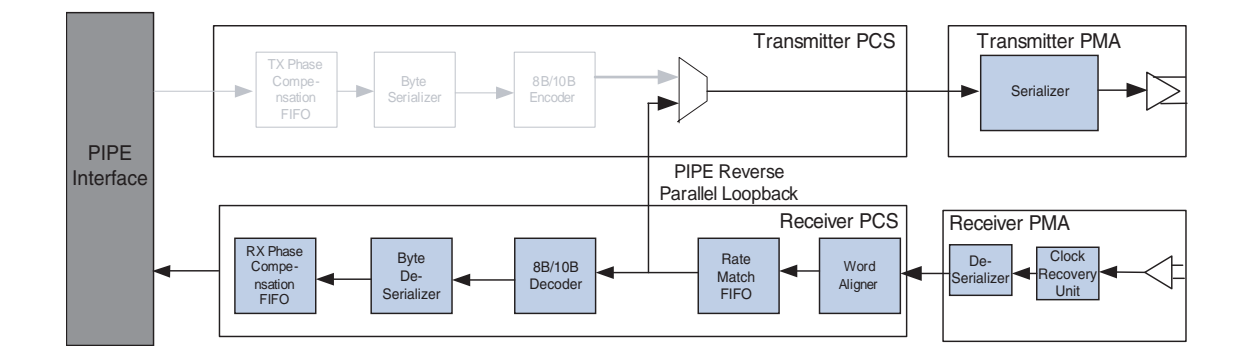 Transmitter PCS
Transmitter PMA
TX Phase
Compe-
nsation
FIFO
Byte
Serializer
8B/10B
Encoder
Serializer
PIPE
Interface
PIPE Reverse
Parallel Loopback
Receiver PCS
Receiver PMA
RX Phase
Compe-
nsation
FIFO
Byte
De-
Serializer
8B/10B
Decoder
Rate
Match
FIFO
Word
Aligner
De-
Serializer
Clock
Recovery
Unit